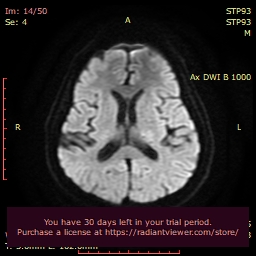 Im: 14/50
Se: 4
STP93
STP93
M
A
Ax DWI B 1000
R
L
You have 30 days left in your trial period.
Purchase a license at https://radiantviewer.com/store/